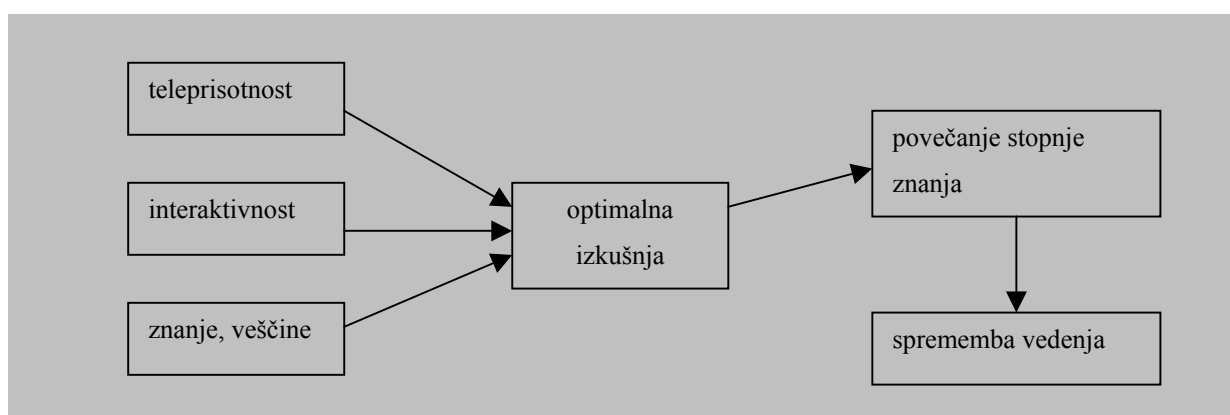 teleprisotnost
interaktivnost
znanje, veščine
optimalna
izkušnja
povečanje stopnje
znanja
sprememba vedenja